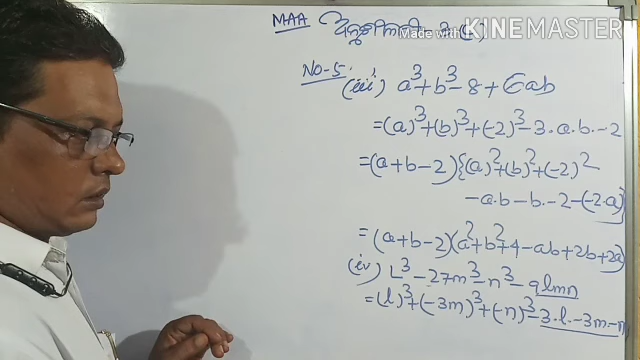 MAA ଅନୁଶୀଳନୀ
Made with KINEMASTER
NO-5 (iii) a³+b³-8+6ab
=(a)³+(b)³+(-2)³-3.a.b.-2
=(a+b-2){(a)²+(b)²+(-2)²
-a.b-b.-2-(-2.a)}
=(a+b-2)(a²+b²+4-ab+2b+2a)
(iv) L³-27m³-n³-9lmn
=(l)³+(-3m)³+(-n)³-3.l.-3m.-n